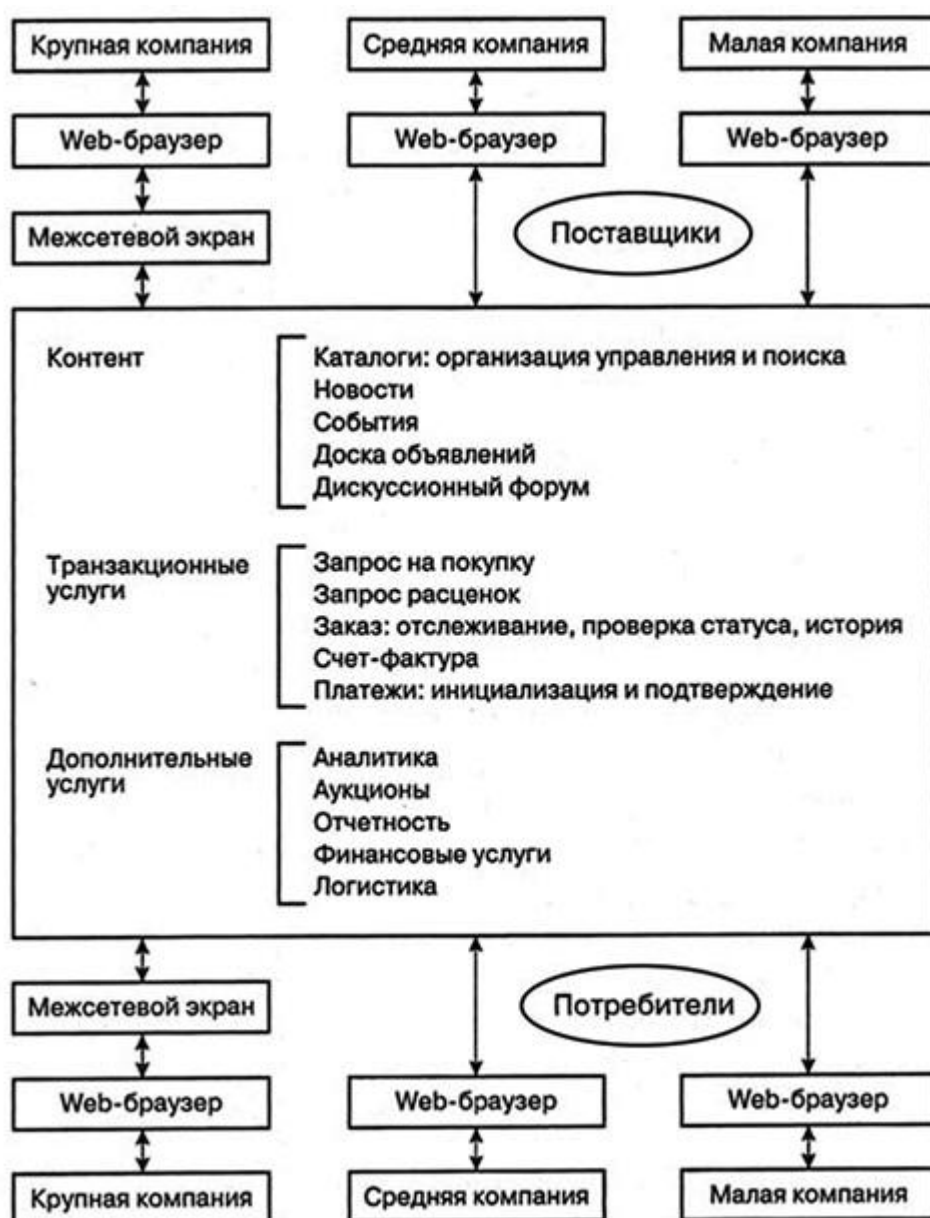 Крупная компания
Средняя компания
Малая компания
Web-браузер
Web-браузер
Web-браузер
Межсетевой экран
Поставщики
Контент
Каталоги: организация управления и поиска
Новости
События
Доска объявлений
Дискуссионный форум
Транзакционные
услуги
Запрос на покупку
Запрос расценок
Заказ: отслеживание, проверка статуса, история
Счет-фактура
Платежи: инициализация и подтверждение
Дополнительные
услуги
Аналитика
Аукционы
Отчетность
Финансовые услуги
Логистика
Межсетевой экран
Потребители
Web-браузер
Web-браузер
Web-браузер
Крупная компания
Средняя компания
Малая компания